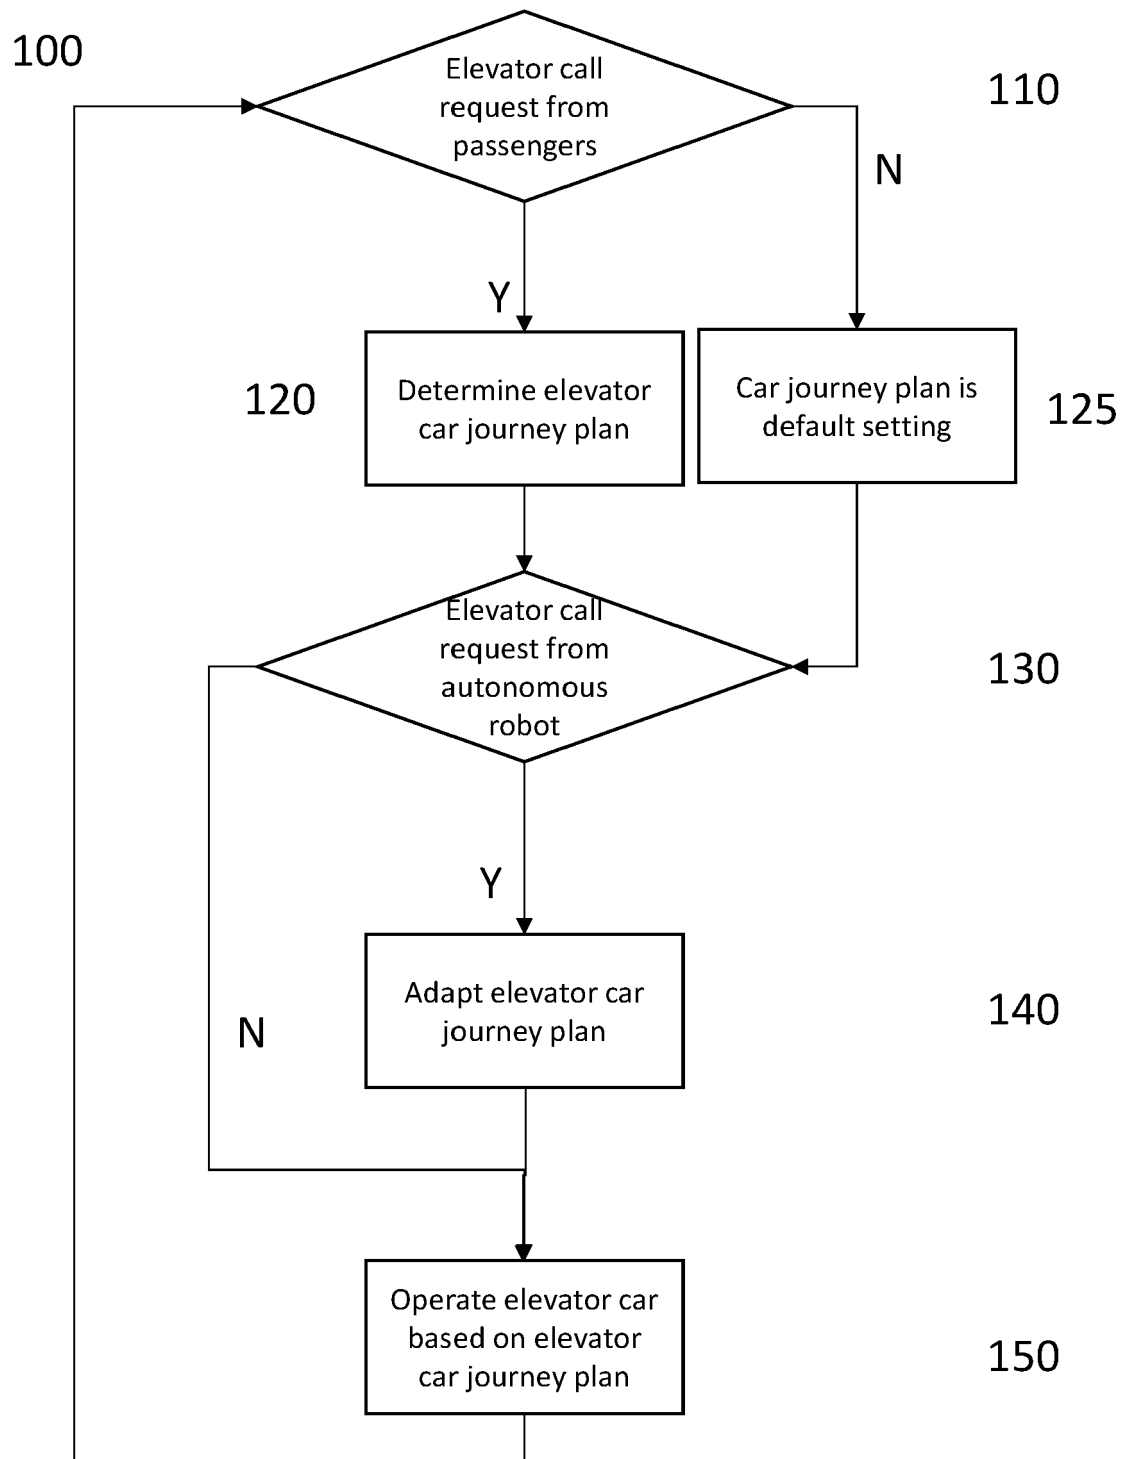 100
Elevator call
request from
passengers
110
N
Y
120
Determine elevator
car journey plan
Car journey plan is
default setting
125
Elevator call
request from
autonomous
robot
130
Y
Adapt elevator car
journey plan
140
N
Operate elevator car
based on elevator
car journey plan
150